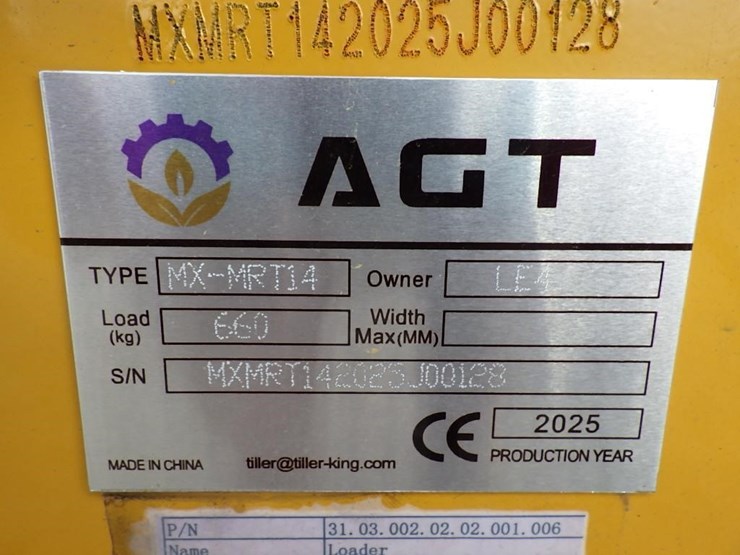 MXMRT142025J00128
AGT
TYPE MX-MRT14 Owner LE4
Load (kg) 660 Width Max(MM)
S/N MXMRT142025J00128
CE 2025
MADE IN CHINA tiller@tiller-king.com PRODUCTION YEAR
P/N 31.03.002.02.02.001.006
Name Loader